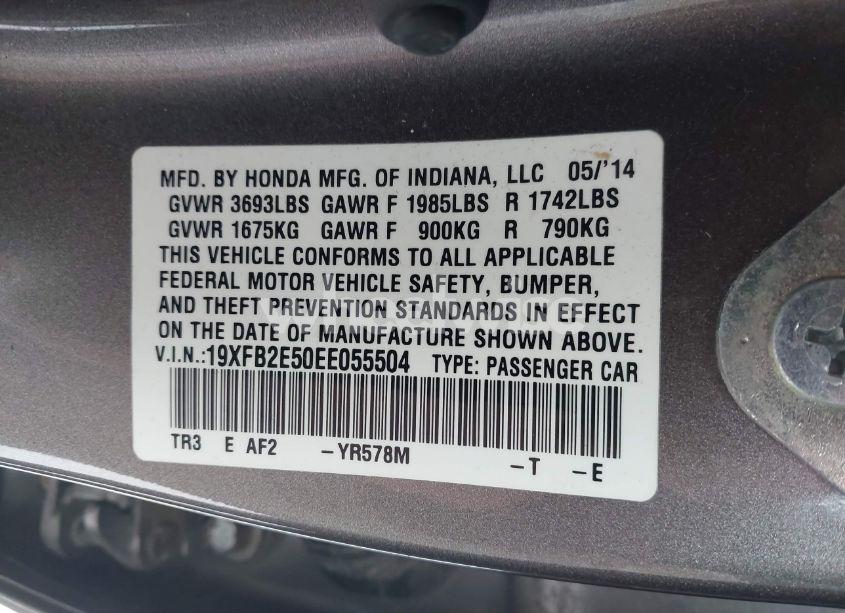 MFD. BY HONDA MFG. OF INDIANA, LLC 05/'14
GVWR 3693LBS GAWR F 1985LBS R 1742LBS
GVWR 1675KG GAWR F 900KG R 790KG
THIS VEHICLE CONFORMS TO ALL APPLICABLE
FEDERAL MOTOR VEHICLE SAFETY, BUMPER,
AND THEFT PREVENTION STANDARDS IN EFFECT
ON THE DATE OF MANUFACTURE SHOWN ABOVE.
V.I.N.:19XFB2E50EE055504 TYPE: PASSENGER CAR
TR3 E AF2 -YR578M -T -E